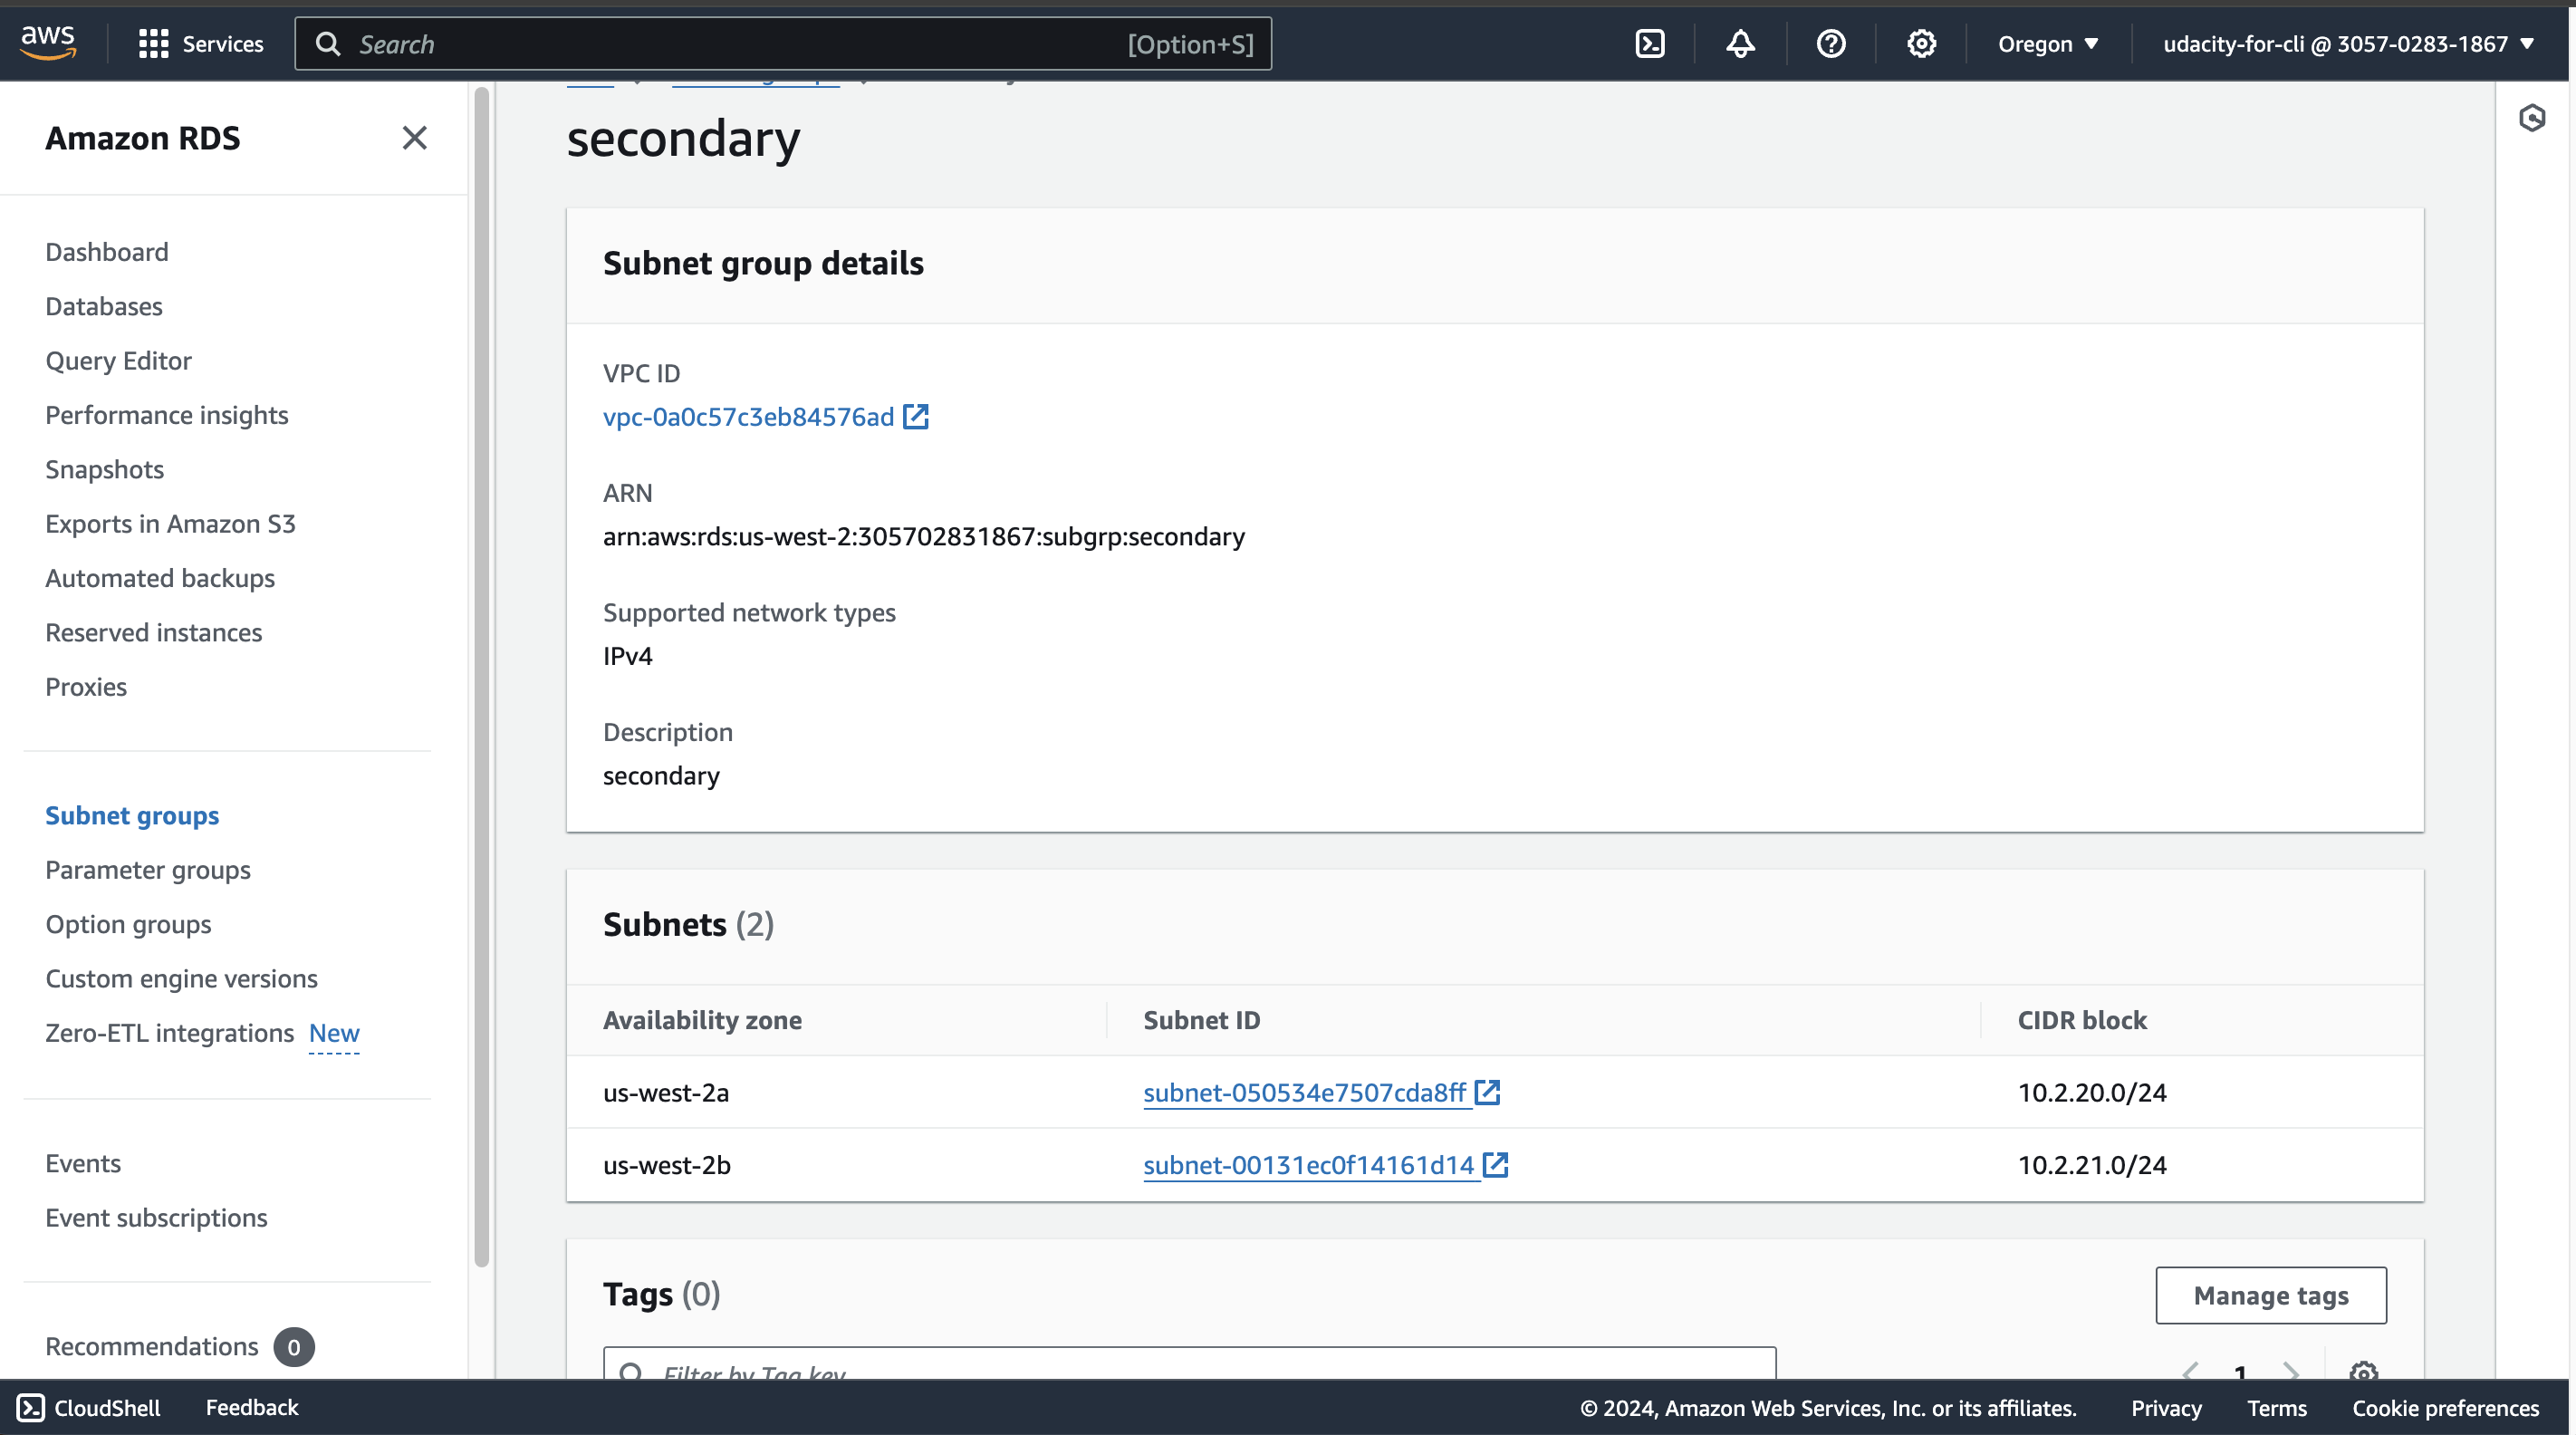 aws
Services
Search
[Option+S]
Oregon
udacity-for-cli @ 3057-0283-1867
Amazon RDS
Dashboard
Databases
Query Editor
Performance insights
Snapshots
Exports in Amazon S3
Automated backups
Reserved instances
Proxies
Subnet groups
Parameter groups
Option groups
Custom engine versions
Zero-ETL integrations New
Events
Event subscriptions
Recommendations 0
secondary
Subnet group details
VPC ID
vpc-0a0c57c3eb84576ad
ARN
arn:aws:rds:us-west-2:305702831867:subgrp:secondary
Supported network types
IPv4
Description
secondary
Subnets (2)
Availability zone Subnet ID CIDR block
us-west-2a subnet-050534e7507cda8ff 10.2.20.0/24
us-west-2b subnet-00131ec0f14161d14 10.2.21.0/24
Tags (0)
Manage tags
Filter by Tag key
1
CloudShell
Feedback
© 2024, Amazon Web Services, Inc. or its affiliates.
Privacy
Terms
Cookie preferences